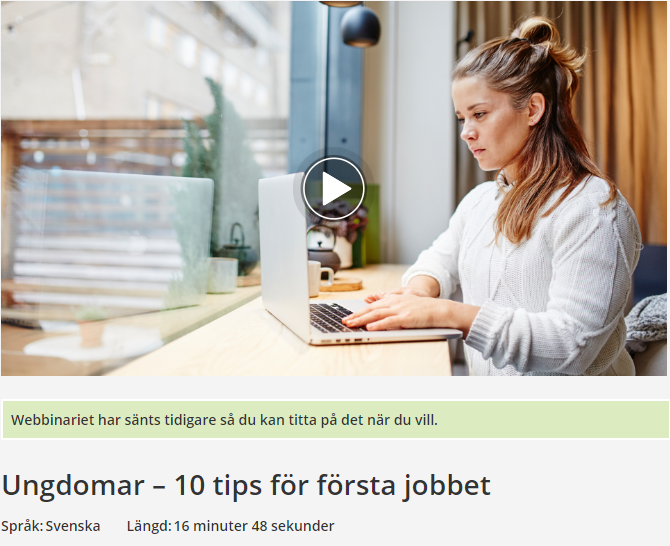 Webbinariet har sänts tidigare så du kan titta på det när du vill.
Ungdomar – 10 tips för första jobbet
Språk: Svenska Längd: 16 minuter 48 sekunder